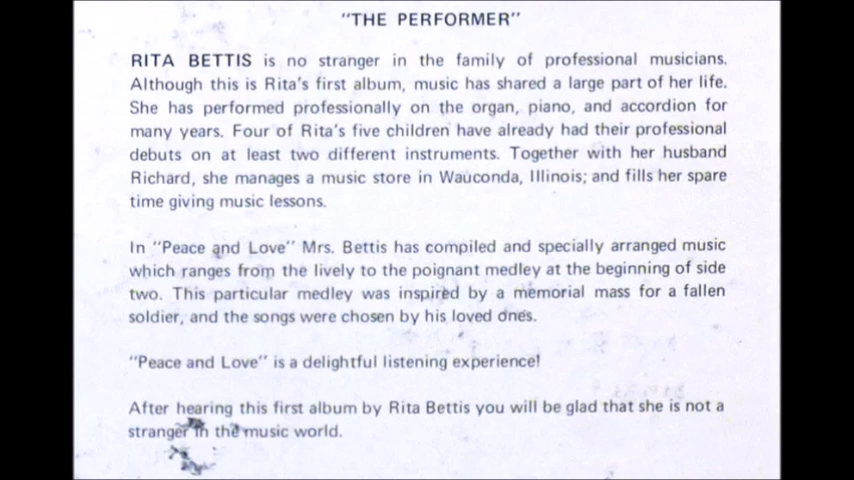 "THE PERFORMER"
RITA BETTIS is no stranger in the family of professional musicians.
Although this is Rita's first album, music has shared a large part of her life.
She has performed professionally on the organ, piano, and accordion for
many years. Four of Rita's five children have already had their professional
debuts on at least two different instruments. Together with her husband
Richard, she manages a music store in Wauconda, Illinois; and fills her spare
time giving music lessons.
In "Peace and Love" Mrs. Bettis has compiled and specially arranged music
which ranges from the lively to the poignant medley at the beginning of side
two. This particular medley was inspired by a memorial mass for a fallen
soldier, and the songs were chosen by his loved ones.
"Peace and Love" is a delightful listening experience!
After hearing this first album by Rita Bettis you will be glad that she is not a
stranger in the music world.